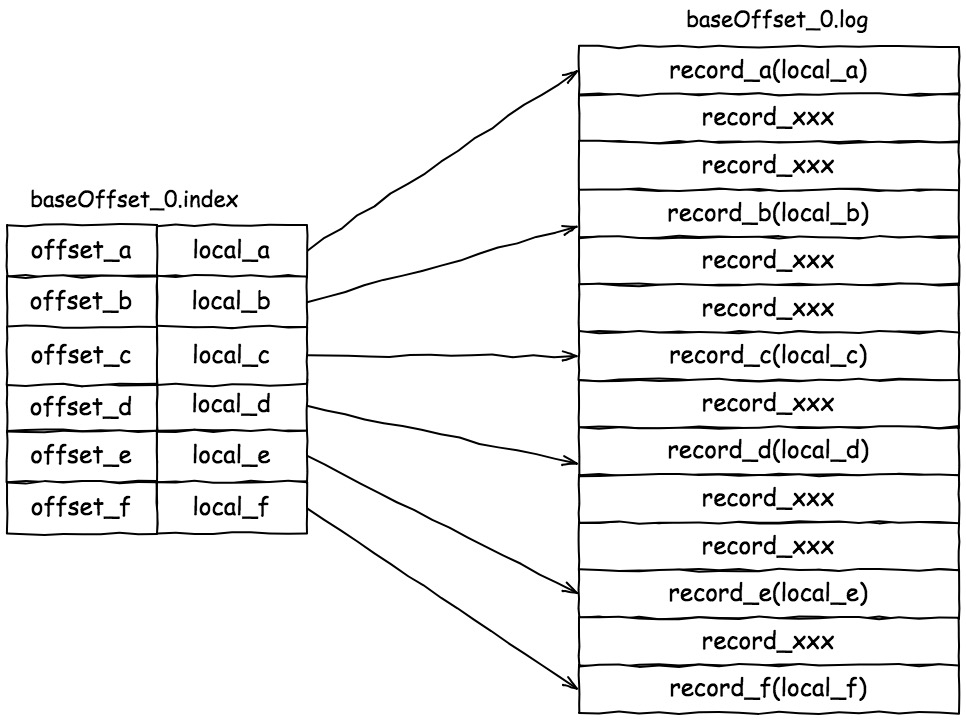 baseOffset_0.log
record_a(local_a)
record_xxx
record_xxx
record_b(local_b)
record_xxx
record_xxx
record_c(local_c)
record_xxx
record_d(local_d)
record_xxx
record_xxx
record_e(local_e)
record_xxx
record_f(local_f)
baseOffset_0.index
offset_a local_a
offset_b local_b
offset_c local_c
offset_d local_d
offset_e local_e
offset_f local_f